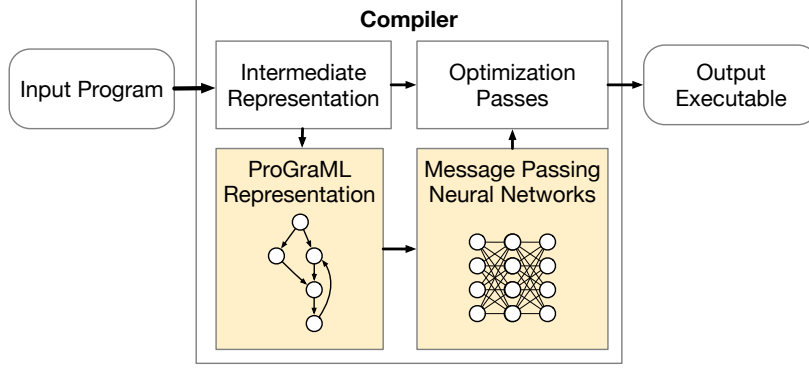 Compiler
Input Program
Intermediate
Representation
Optimization
Passes
Output
Executable
ProGraML
Representation
Message Passing
Neural Networks